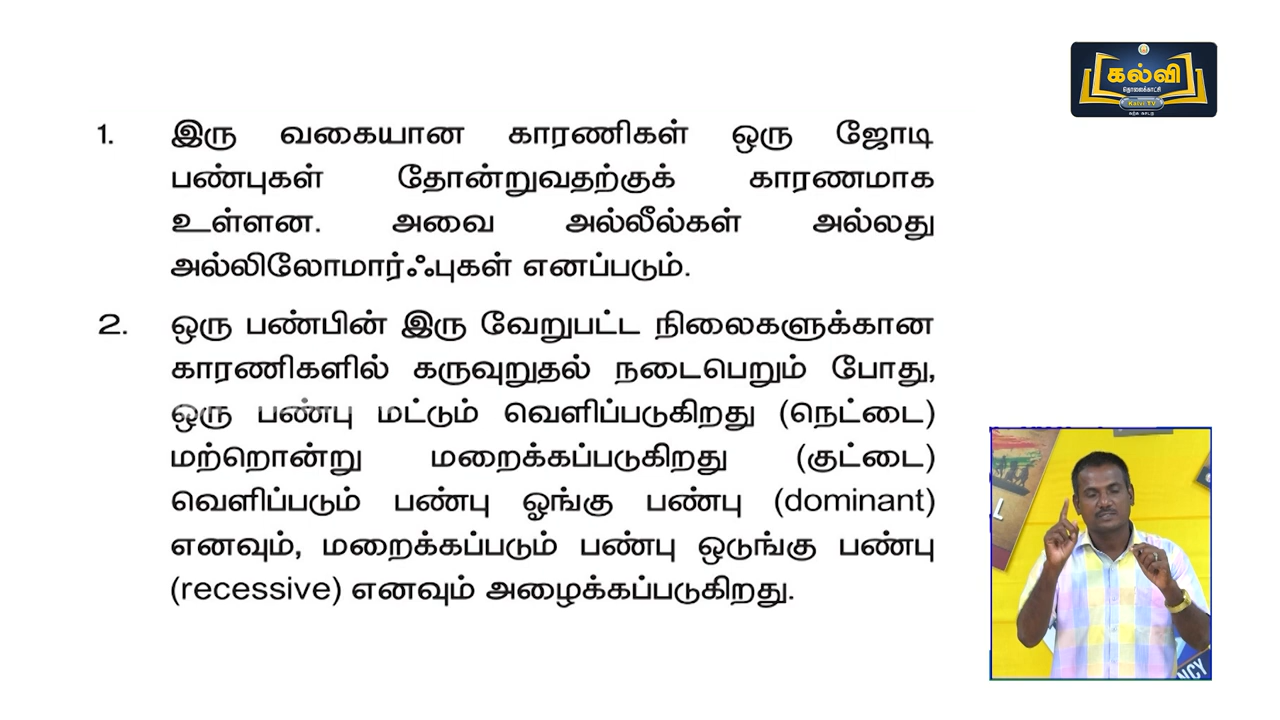 கல்வி
தொலைக்காட்சி
Kalvi TV
1. இரு வகையான காரணிகள் ஒரு ஜோடி
பண்புகள் தோன்றுவதற்குக் காரணமாக
உள்ளன. அவை அல்லீல்கள் அல்லது
அல்லிலோமார்ஃபுகள் எனப்படும்.
2. ஒரு பண்பின் இரு வேறுபட்ட நிலைகளுக்கான
காரணிகளில் கருவுறுதல் நடைபெறும் போது,
ஒரு பண்பு மட்டும் வெளிப்படுகிறது (நெட்டை)
மற்றொன்று மறைக்கப்படுகிறது (குட்டை)
வெளிப்படும் பண்பு ஓங்கு பண்பு (dominant)
எனவும், மறைக்கப்படும் பண்பு ஒடுங்கு பண்பு
(recessive) எனவும் அழைக்கப்படுகிறது.